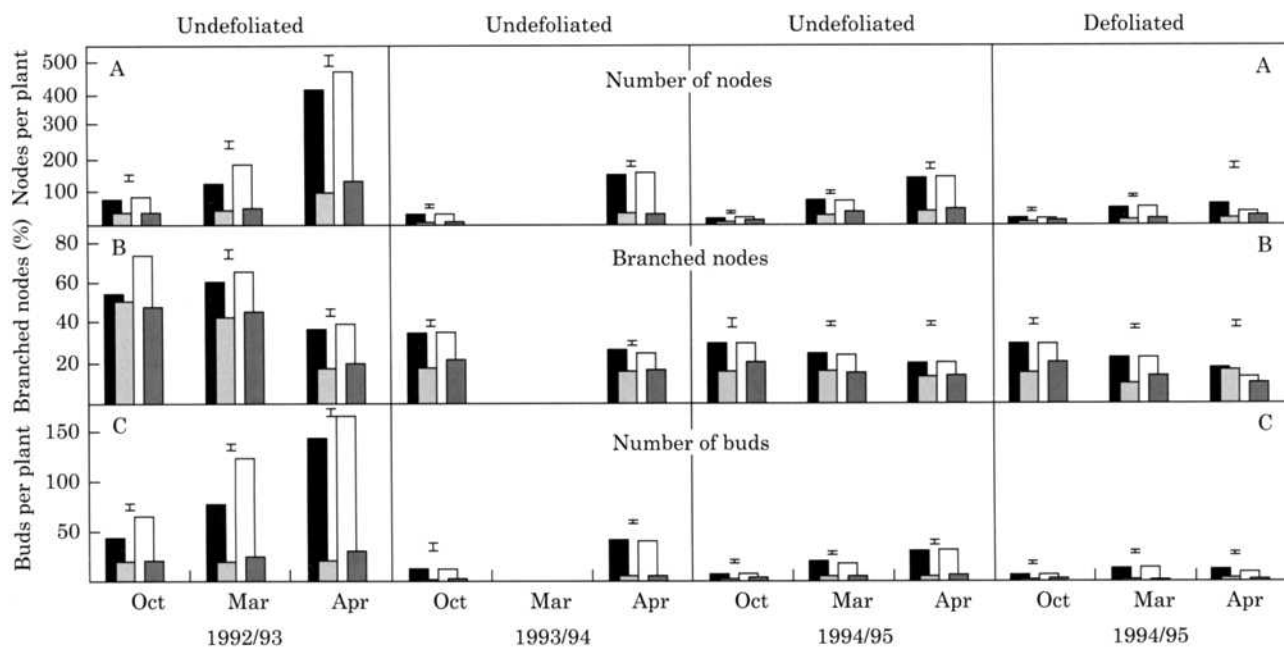 Undefoliated Undefoliated Undefoliated Defoliated
Nodes per plant
500
400
300
200
100
A Number of nodes A
Branched nodes (%)
80
60
40
20
B Branched nodes B
Buds per plant
150
100
50
C Number of buds C
Oct Mar Apr Oct Mar Apr Oct Mar Apr Oct Mar Apr
1992/93 1993/94 1994/95 1994/95